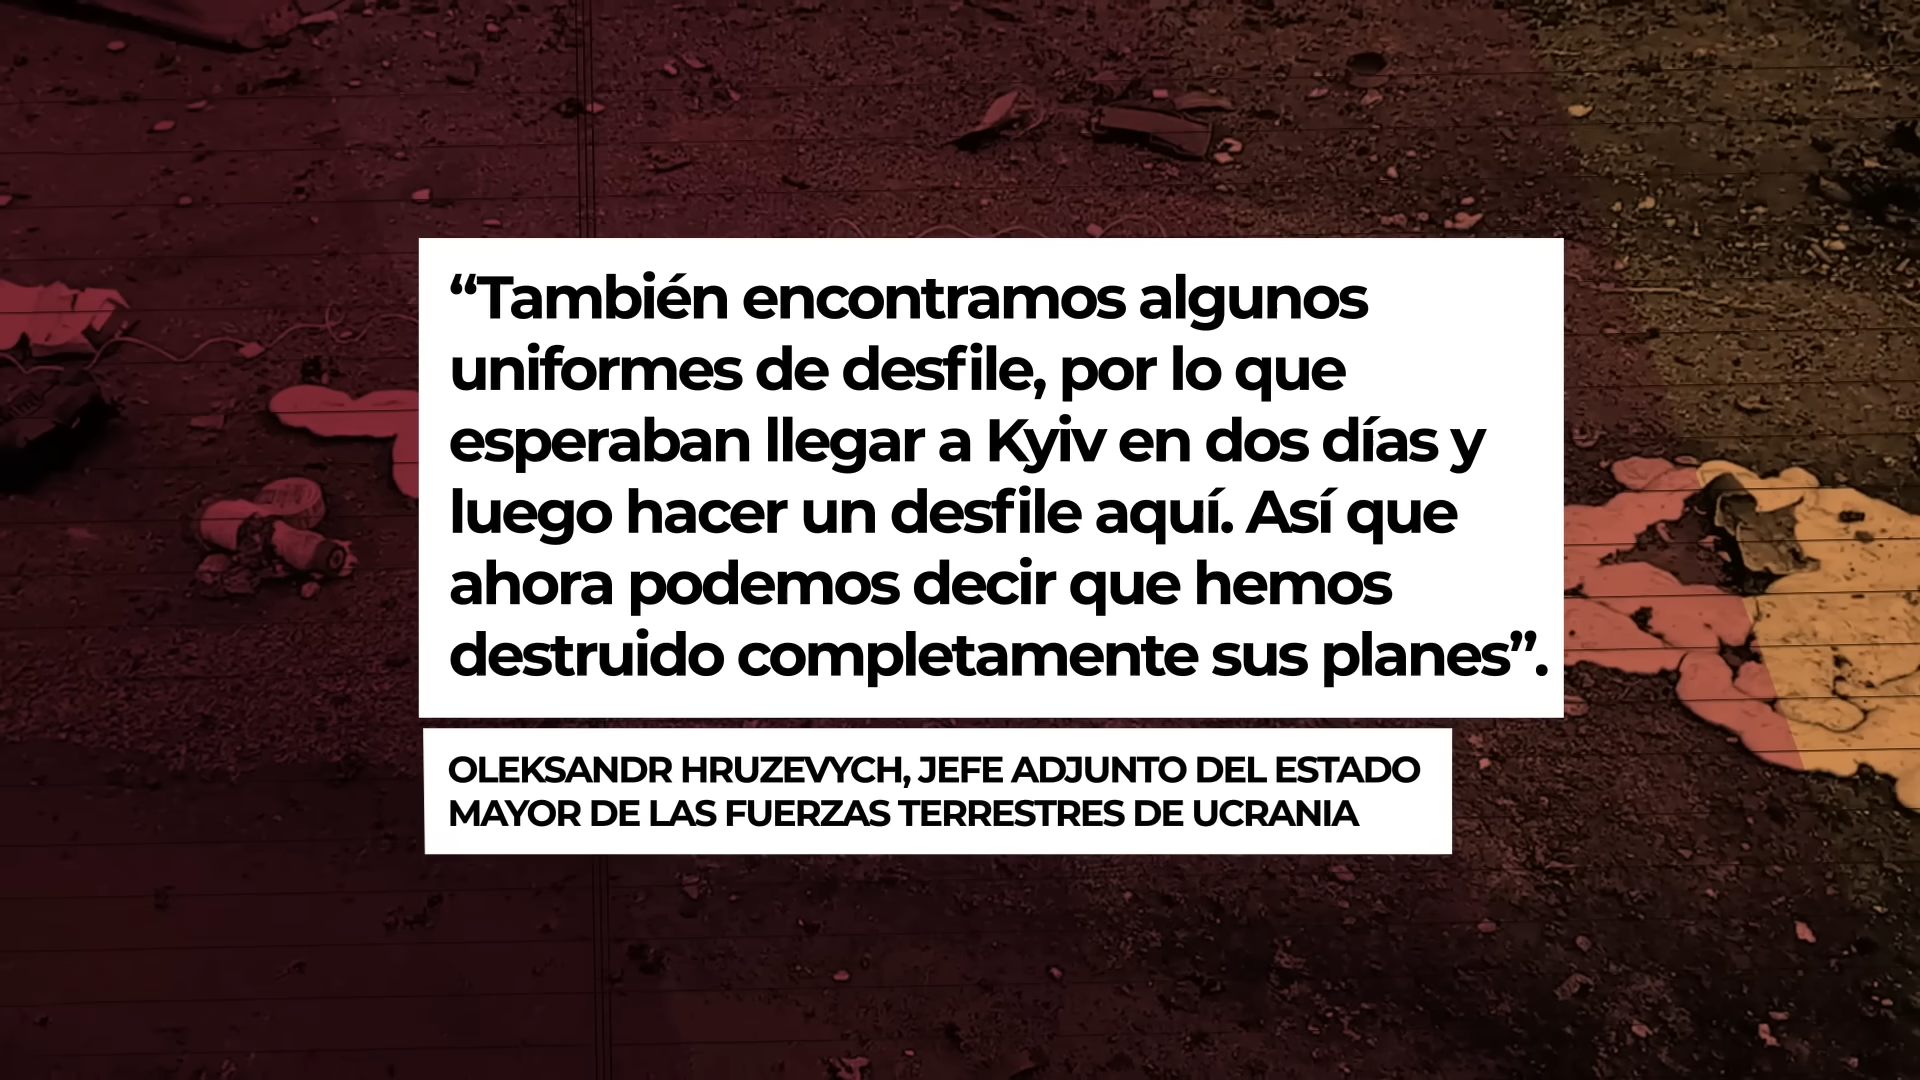 “También encontramos algunos
uniformes de desfile, por lo que
esperaban llegar a Kyiv en dos días y
luego hacer un desfile aquí. Así que
ahora podemos decir que hemos
destruido completamente sus planes”.
OLEKSANDR HRUZEVYCH, JEFE ADJUNTO DEL ESTADO
MAYOR DE LAS FUERZAS TERRESTRES DE UCRANIA